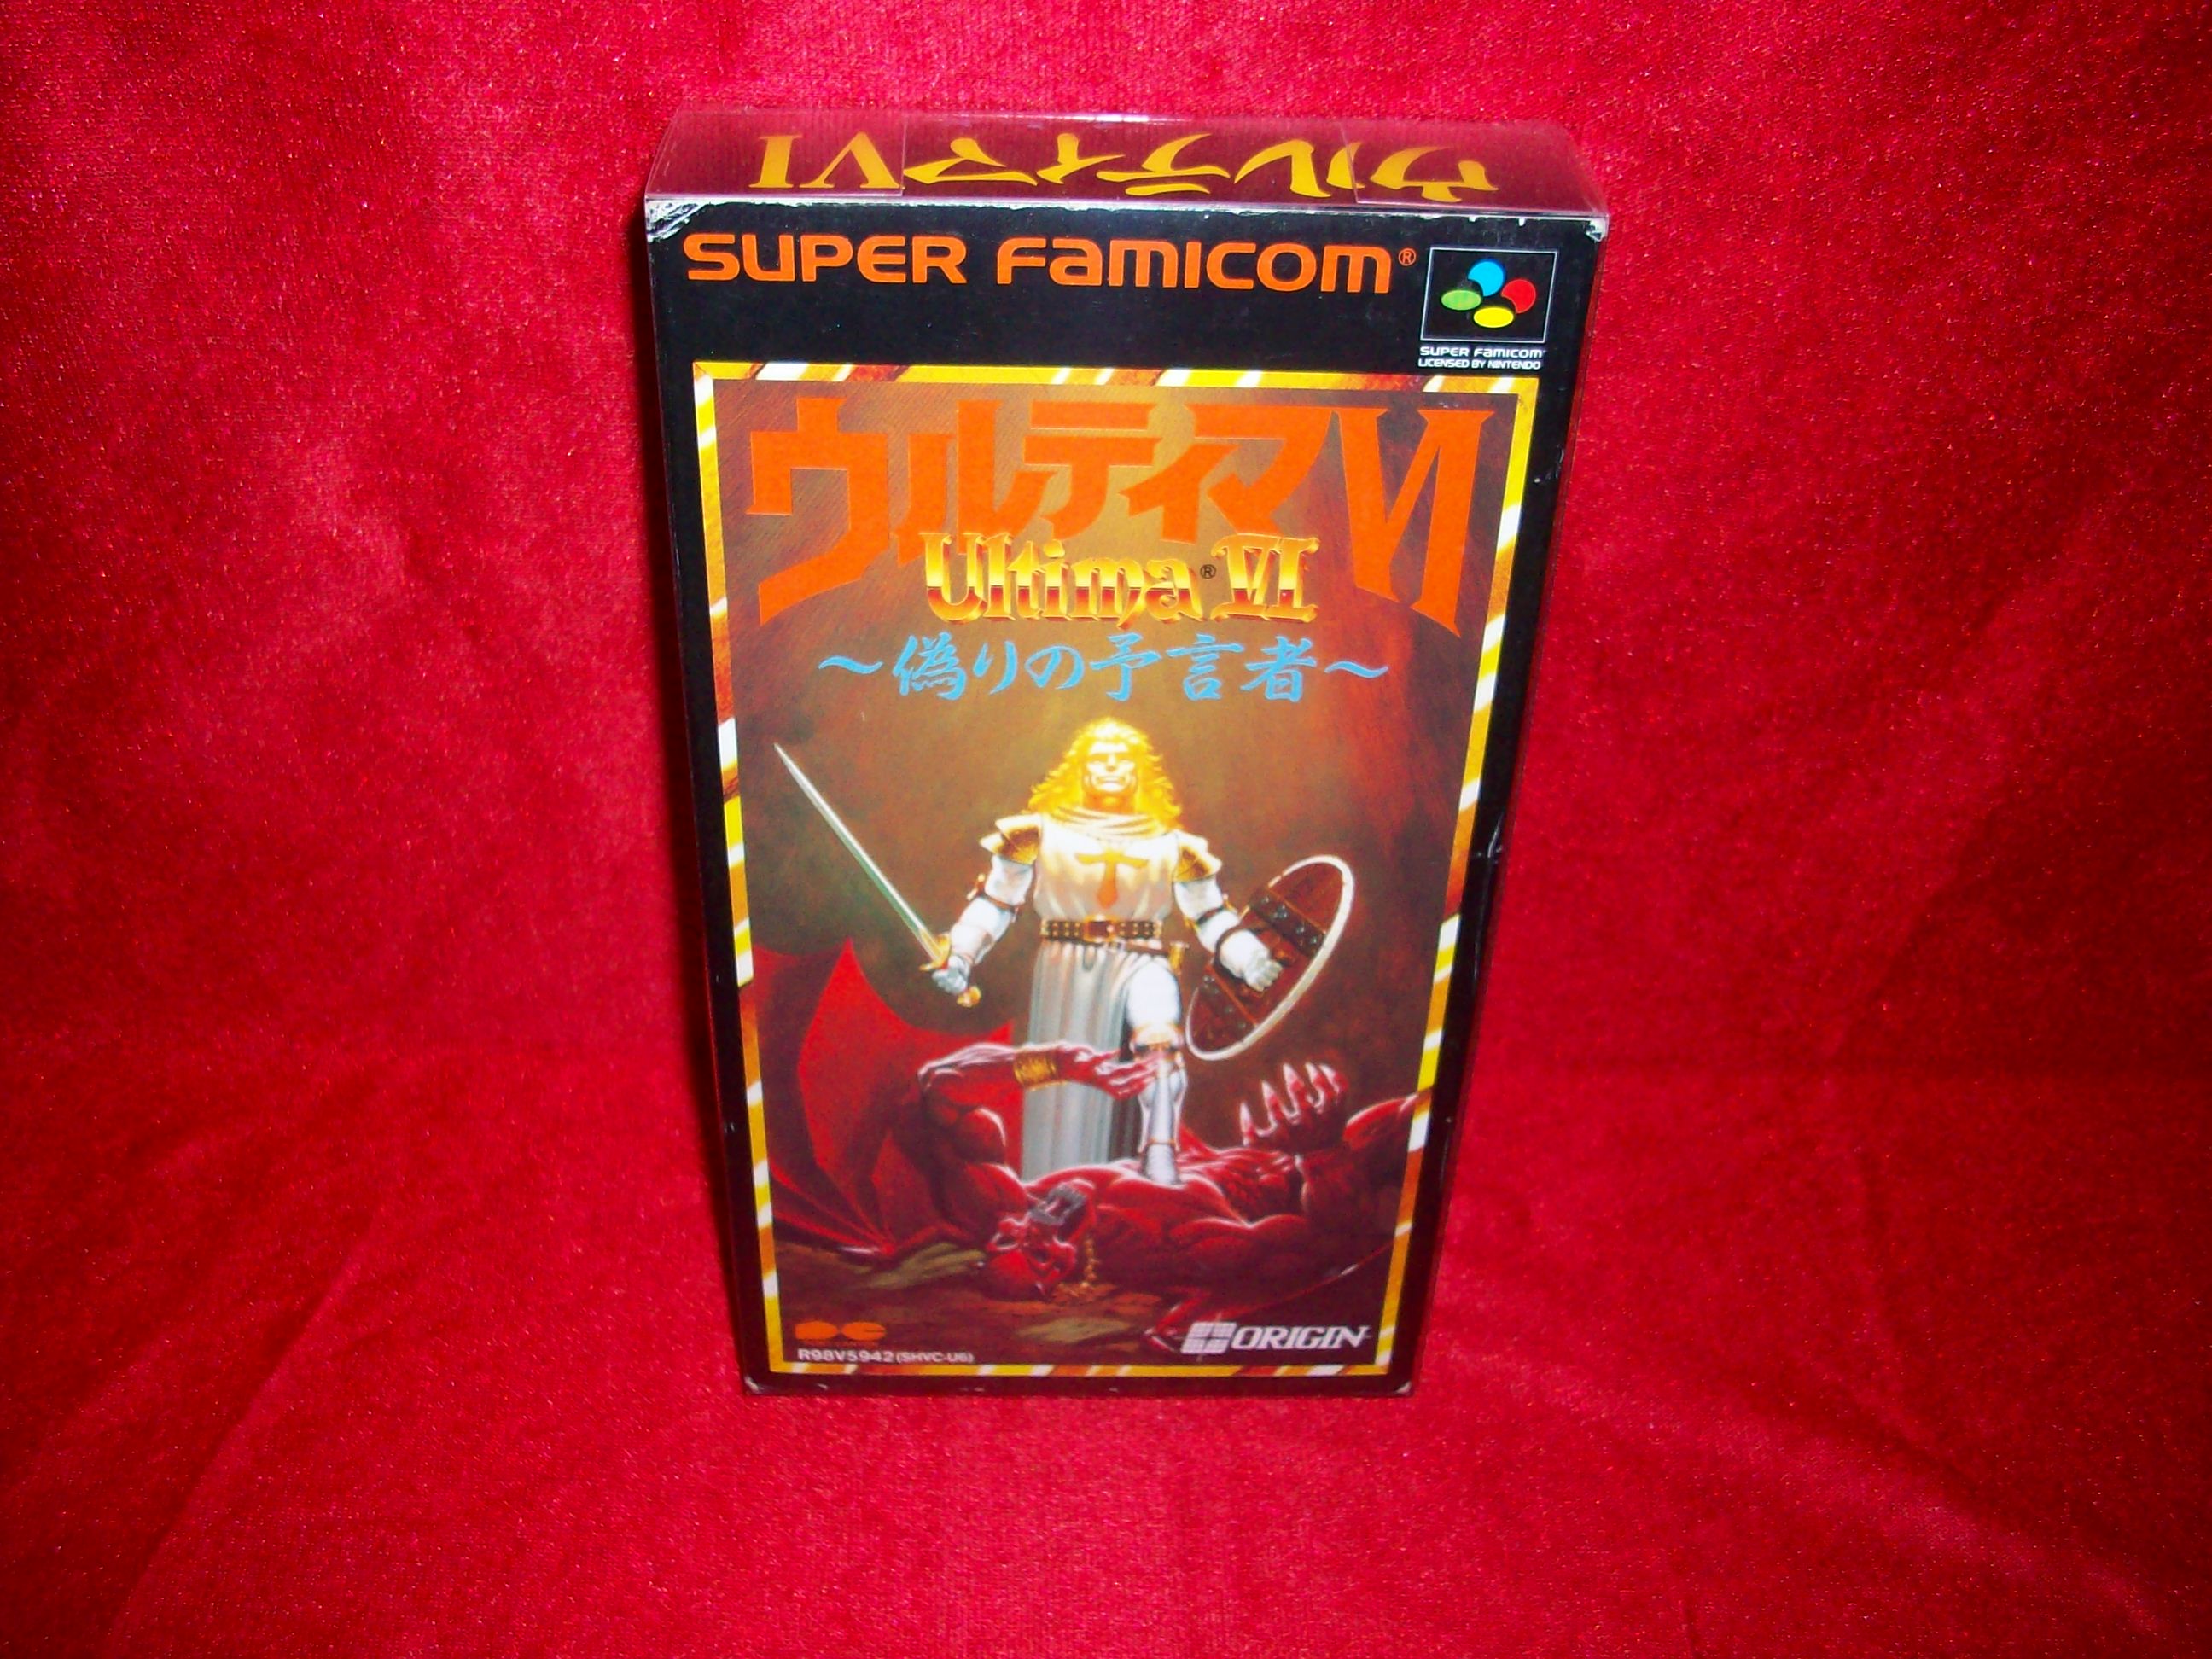 ウルティマVI
SUPER FAMICOM®
SUPER FAMICOM
LICENSED BY NINTENDO
ウルティマVI
Ultima® VI
～偽りの予言者～
R98V5942(SHVC-U6)
ORIGIN